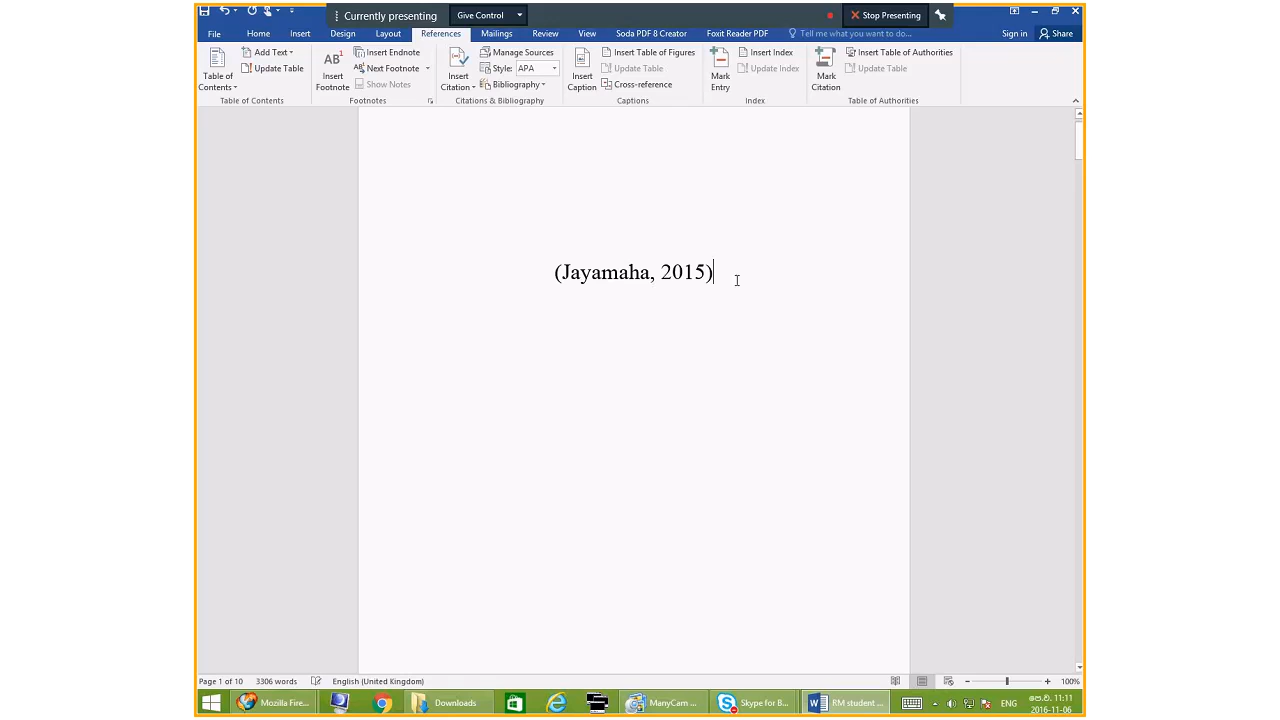 Currently presenting
Give Control
Stop Presenting
File
Home
Insert
Design
Layout
References
Mailings
Review
View
Soda PDF 8 Creator
Foxit Reader PDF
Tell me what you want to do...
Sign in
Share
Table of
Contents
Add Text
Update Table
Table of Contents
AB¹
Insert
Footnote
Insert Endnote
Next Footnote
Show Notes
Footnotes
Insert
Citation
Manage Sources
Style:
APA
Bibliography
Citations & Bibliography
Insert
Caption
Insert Table of Figures
Update Table
Cross-reference
Captions
Mark
Entry
Insert Index
Update Index
Index
Mark
Citation
Insert Table of Authorities
Update Table
Table of Authorities
(Jayamaha, 2015)
Page 1 of 10
3306 words
English (United Kingdom)
100%
Mozilla Fire...
Downloads
ManyCam ...
Skype for B...
RM student ...
ENG
11:11
2016-11-06